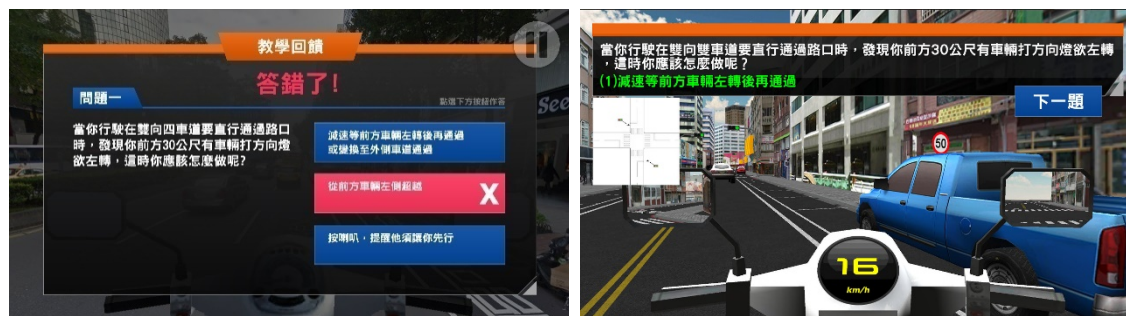 教學回饋
答錯了!
問題一
點選下方按鈕作答
當你行駛在雙向四車道要直行通過路口
時，發現你前方30公尺有車輛打方向燈
欲左轉，這時你應該怎麼做呢?
減速等前方車輛左轉後再通過
或變換至外側車道通過
從前方車輛左側超越
X
按喇叭，提醒他須讓你先行
See
當你行駛在雙向雙車道要直行通過路口時，發現你前方30公尺有車輛打方向燈欲左轉
，這時你應該怎麼做呢？
(1)減速等前方車輛左轉後再通過
下一題
50
16
km/h